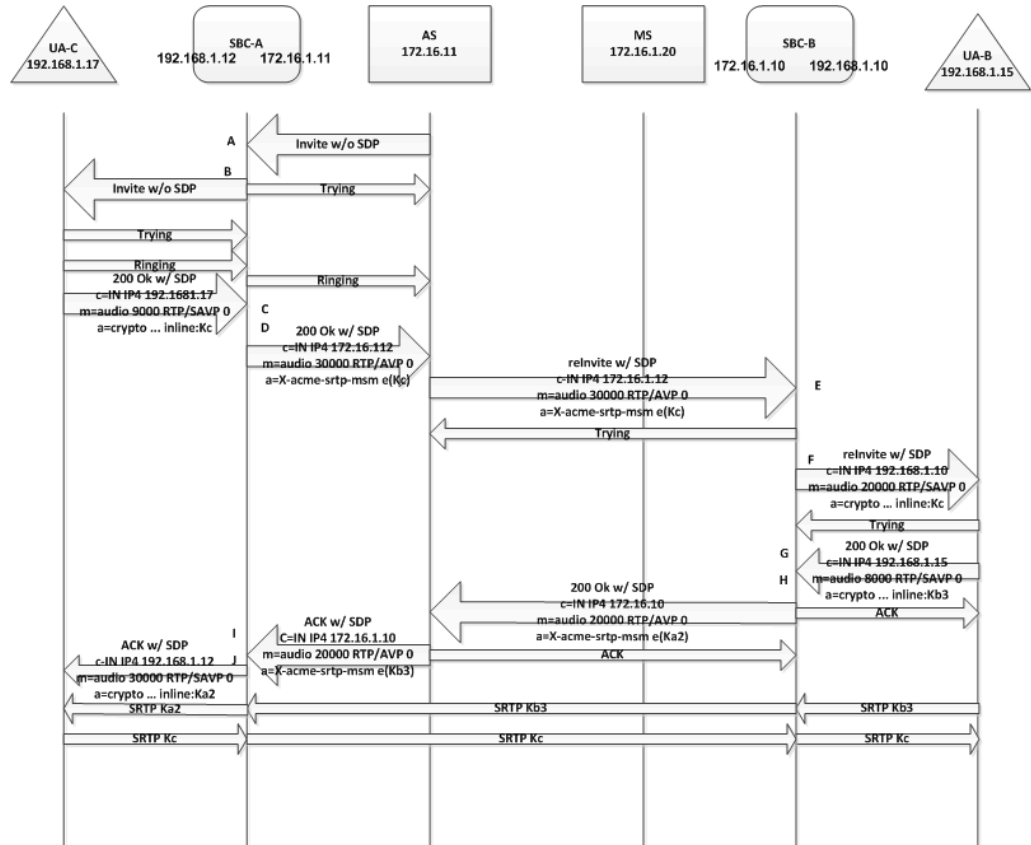 UA-C
192.168.1.17
SBC-A
192.168.1.12 172.16.1.11
AS
172.16.11
MS
172.16.1.20
SBC-B
172.16.1.10 192.168.1.10
UA-B
192.168.1.15
A
Invite w/o SDP
B
Invite w/o SDP
Trying
Trying
Ringing
Ringing
200 Ok w/ SDP
c=IN IP4 192.1681.17
m=audio 9000 RTP/SAVP 0
a=crypto ... inline:Kc
C
D
200 Ok w/ SDP
c=IN IP4 172.16.112
m=audio 30000 RTP/AVP 0
a=X-acme-srtp-msm e(Kc)
reInvite w/ SDP
c-IN IP4 172.16.1.12
m=audio 30000 RTP/AVP 0
a=X-acme-srtp-msm e(Kc)
E
Trying
F
reInvite w/ SDP
c=IN IP4 192.168.1.10
m=audio 20000 RTP/SAVP 0
a=crypto ... inline:Kc
Trying
G
H
200 Ok w/ SDP
c=IN IP4 192.168.1.15
m=audio 8000 RTP/SAVP 0
a=crypto ... inline:Kb3
200 Ok w/ SDP
c=IN IP4 172.16.10
m=audio 20000 RTP/AVP 0
a=X-acme-srtp-msm e(Ka2)
ACK
I
J
ACK w/ SDP
C=IN IP4 172.16.1.10
m=audio 20000 RTP/AVP 0
a=X-acme-srtp-msm e(Kb3)
ACK
ACK w/ SDP
c-IN IP4 192.168.1.12
m=audio 30000 RTP/SAVP 0
a=crypto ... inline:Ka2
SRTP Ka2
SRTP Kb3
SRTP Kb3
SRTP Kc
SRTP Kc
SRTP Kc